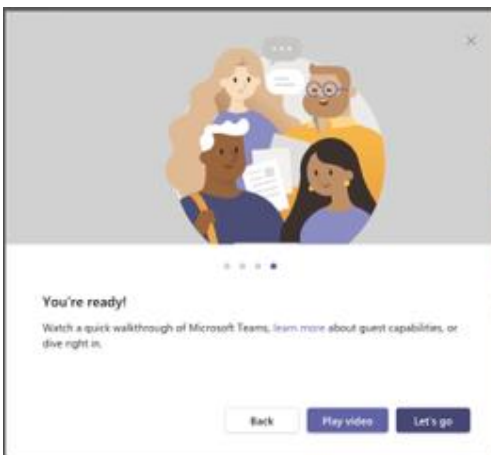 You're ready!
Watch a quick walkthrough of Microsoft Teams, learn more about guest capabilities, or
dive right in.
Back
Play video
Let's go